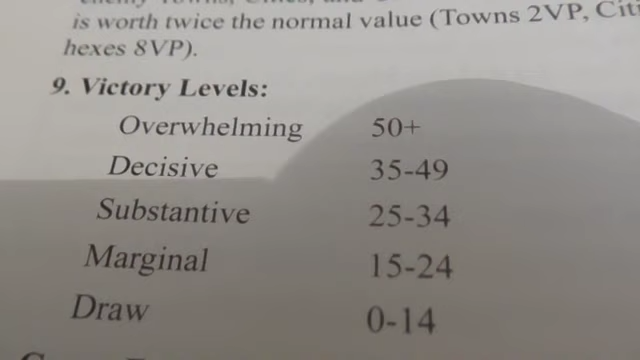 is worth twice the normal value (Towns 2VP,
hexes 8VP).
9. Victory Levels:
Overwhelming 50+
Decisive 35-49
Substantive 25-34
Marginal 15-24
Draw 0-14